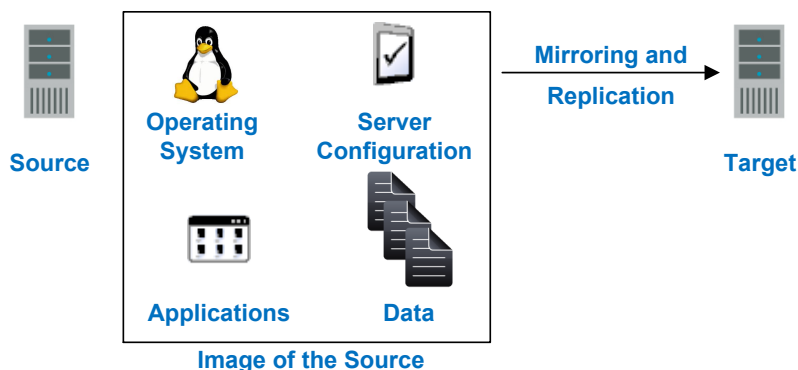 Source
Operating
System
Server
Configuration
Applications
Data
Image of the Source
Mirroring and
Replication
Target